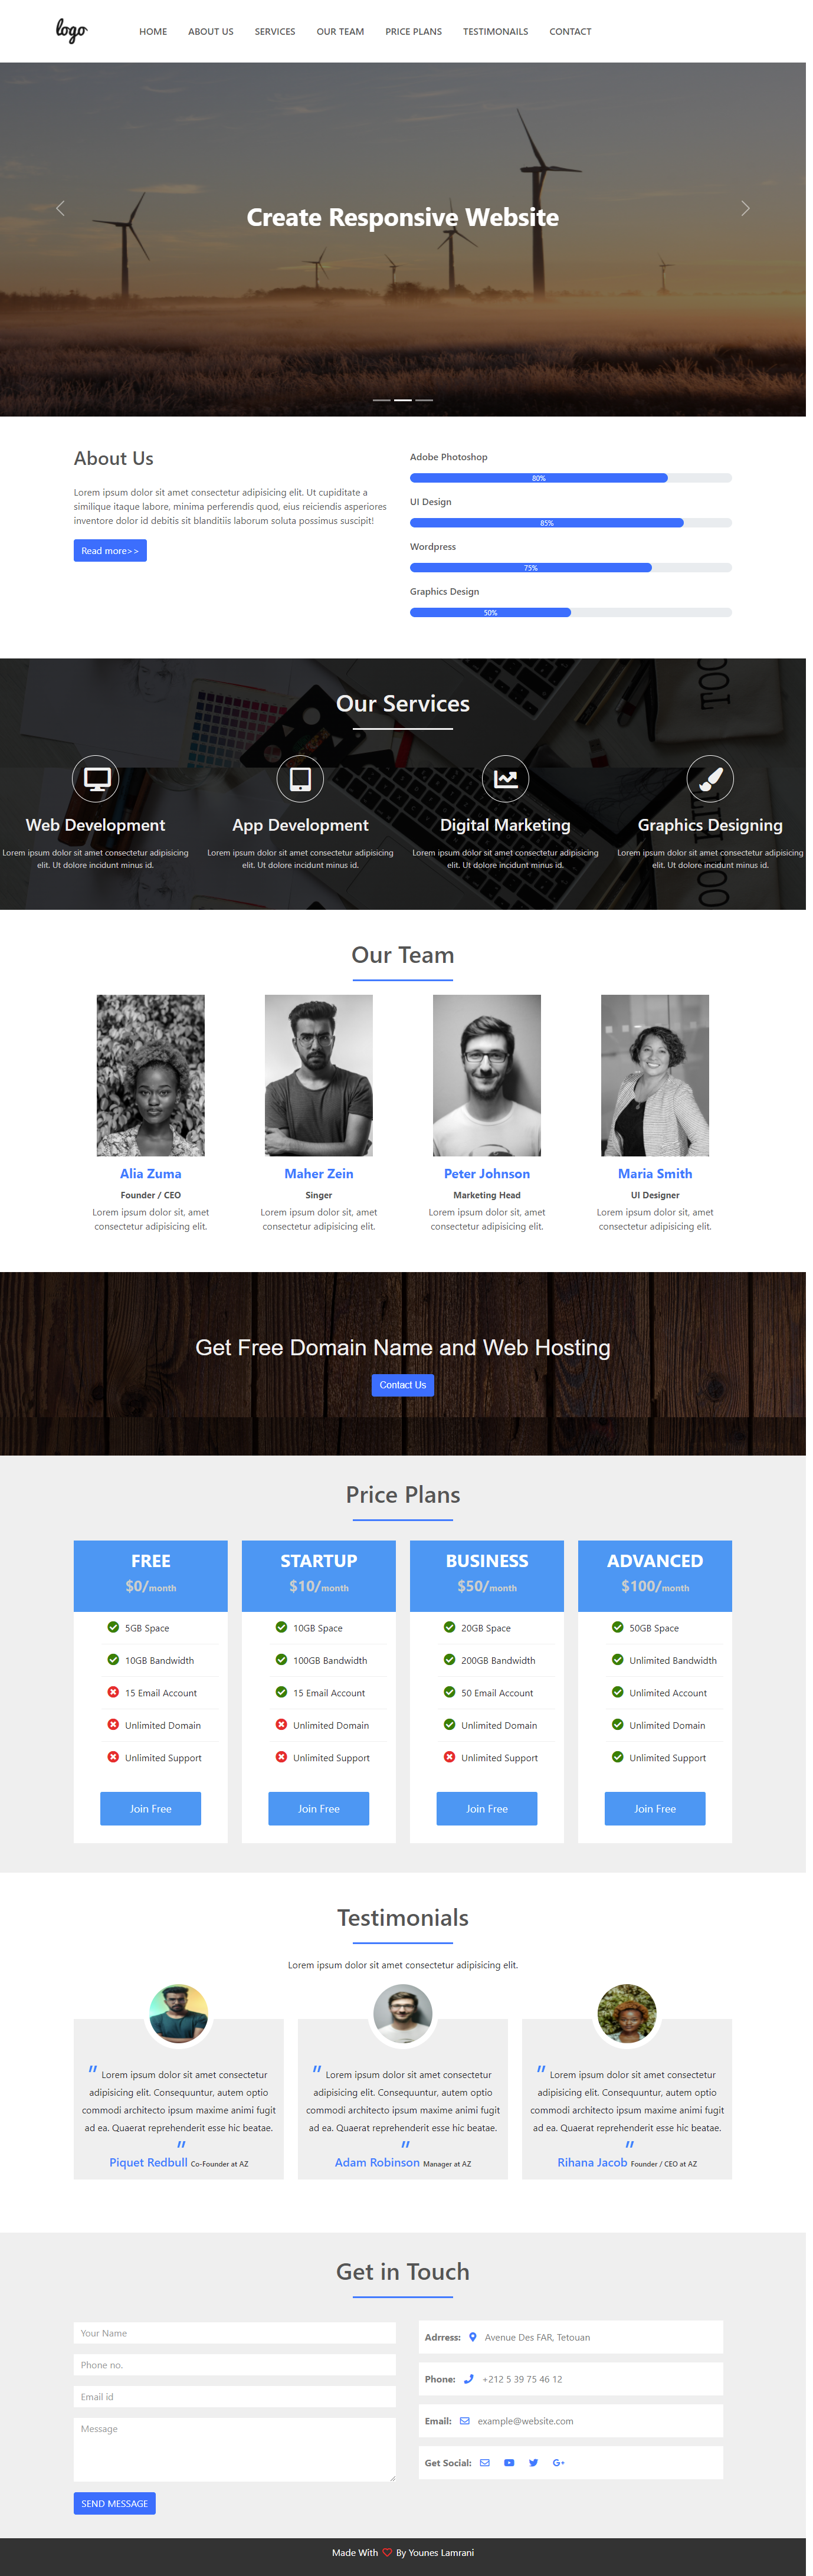 logo
HOME ABOUT US SERVICES OUR TEAM PRICE PLANS TESTIMONAILS CONTACT
Create Responsive Website
About Us
Lorem ipsum dolor sit amet consectetur adipisicing elit. Ut cupiditate a
similique itaque labore, minima perferendis quod, eius reiciendis asperiores
inventore dolor id debitis sit blanditiis laborum soluta possimus suscipit!
Read more>>
Adobe Photoshop
80%
UI Design
85%
Wordpress
75%
Graphics Design
50%
Our Services
Web Development
Lorem ipsum dolor sit amet consectetur adipisicing
elit. Ut dolore incidunt minus id.
App Development
Lorem ipsum dolor sit amet consectetur adipisicing
elit. Ut dolore incidunt minus id.
Digital Marketing
Lorem ipsum dolor sit amet consectetur adipisicing
elit. Ut dolore incidunt minus id.
Graphics Designing
Lorem ipsum dolor sit amet consectetur adipisicing
elit. Ut dolore incidunt minus id.
Our Team
Alia Zuma
Founder / CEO
Lorem ipsum dolor sit, amet
consectetur adipisicing elit.
Maher Zein
Singer
Lorem ipsum dolor sit, amet
consectetur adipisicing elit.
Peter Johnson
Marketing Head
Lorem ipsum dolor sit, amet
consectetur adipisicing elit.
Maria Smith
UI Designer
Lorem ipsum dolor sit, amet
consectetur adipisicing elit.
Get Free Domain Name and Web Hosting
Contact Us
Price Plans
FREE
$0/month
5GB Space
10GB Bandwidth
15 Email Account
Unlimited Domain
Unlimited Support
Join Free
STARTUP
$10/month
10GB Space
100GB Bandwidth
15 Email Account
Unlimited Domain
Unlimited Support
Join Free
BUSINESS
$50/month
20GB Space
200GB Bandwidth
50 Email Account
Unlimited Domain
Unlimited Support
Join Free
ADVANCED
$100/month
50GB Space
Unlimited Bandwidth
Unlimited Account
Unlimited Domain
Unlimited Support
Join Free
Testimonials
Lorem ipsum dolor sit amet consectetur adipisicing elit.
" Lorem ipsum dolor sit amet consectetur
adipisicing elit. Consequuntur, autem optio
commodi architecto ipsum maxime animi fugit
ad ea. Quaerat reprehenderit esse hic beatae.
"
Piquet Redbull Co-Founder at AZ
" Lorem ipsum dolor sit amet consectetur
adipisicing elit. Consequuntur, autem optio
commodi architecto ipsum maxime animi fugit
ad ea. Quaerat reprehenderit esse hic beatae.
"
Adam Robinson Manager at AZ
" Lorem ipsum dolor sit amet consectetur
adipisicing elit. Consequuntur, autem optio
commodi architecto ipsum maxime animi fugit
ad ea. Quaerat reprehenderit esse hic beatae.
"
Rihana Jacob Founder / CEO at AZ
Get in Touch
Your Name
Phone no.
Email id
Message
SEND MESSAGE
Adrress: Avenue Des FAR, Tetouan
Phone: +212 5 39 75 46 12
Email: example@website.com
Get Social:
Made With By Younes Lamrani